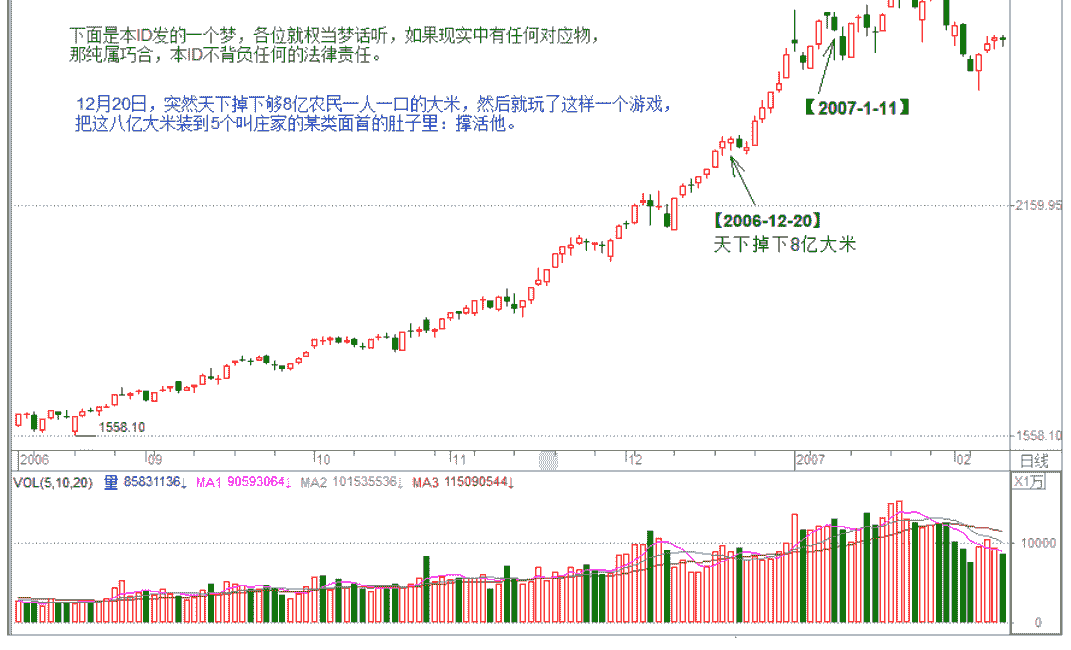 下面是本ID发的一个梦，各位就权当梦话听，如果现实中有任何对应物，
那纯属巧合，本ID不背负任何的法律责任。
12月20日，突然天下掉下够8亿农民一人一口的大米，然后就玩了这样一个游戏，
把这八亿大米装到5个叫庄家的某类面首的肚子里：撑活他。
【2007-1-11】
2159.95
【2006-12-20】
天下掉下8亿大米
1558.10
1558.10
2006 09 10 11 12 2007 02 日线
VOL(5,10,20) 量 85831136↓ MA1 90593064↓ MA2 101535536↓ MA3 115090544↓
X1万
10000
0